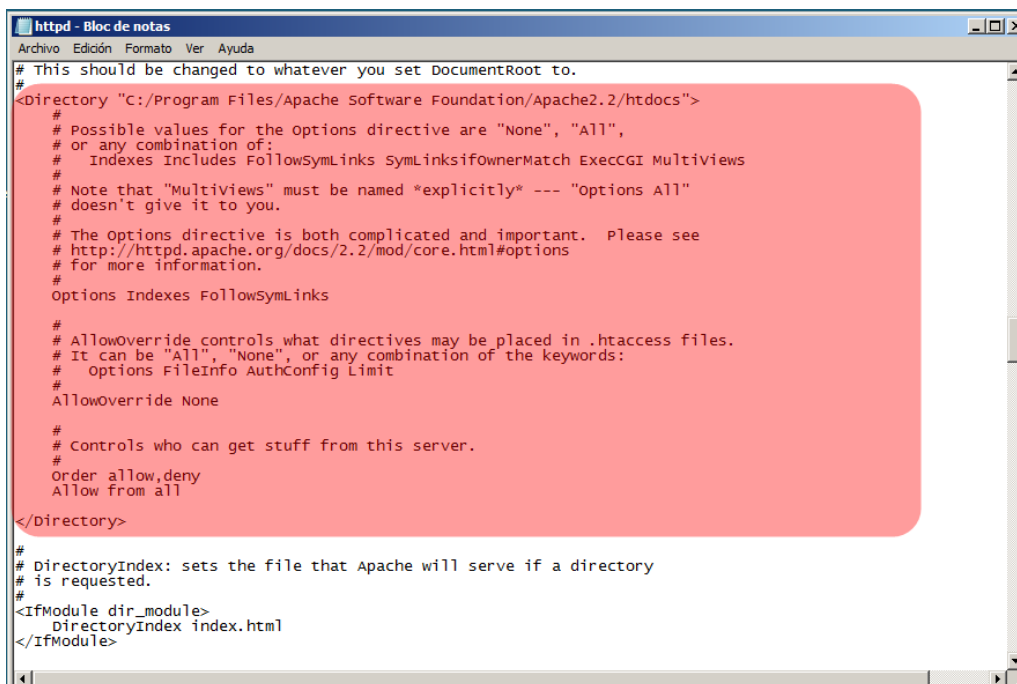 httpd - Bloc de notas
Archivo Edición Formato Ver Ayuda
# This should be changed to whatever you set DocumentRoot to.
#
<Directory "C:/Program Files/Apache Software Foundation/Apache2.2/htdocs">
    #
    # Possible values for the Options directive are "None", "All",
    # or any combination of:
    #   Indexes Includes FollowSymLinks SymLinksifOwnerMatch ExecCGI MultiViews
    #
    # Note that "MultiViews" must be named *explicitly* --- "Options All"
    # doesn't give it to you.
    #
    # The Options directive is both complicated and important.  Please see
    # http://httpd.apache.org/docs/2.2/mod/core.html#options
    # for more information.
    #
    Options Indexes FollowSymLinks

    #
    # AllowOverride controls what directives may be placed in .htaccess files.
    # It can be "All", "None", or any combination of the keywords:
    #   Options FileInfo AuthConfig Limit
    #
    AllowOverride None

    #
    # Controls who can get stuff from this server.
    #
    Order allow,deny
    Allow from all

</Directory>

#
# DirectoryIndex: sets the file that Apache will serve if a directory
# is requested.
#
<IfModule dir_module>
    DirectoryIndex index.html
</IfModule>